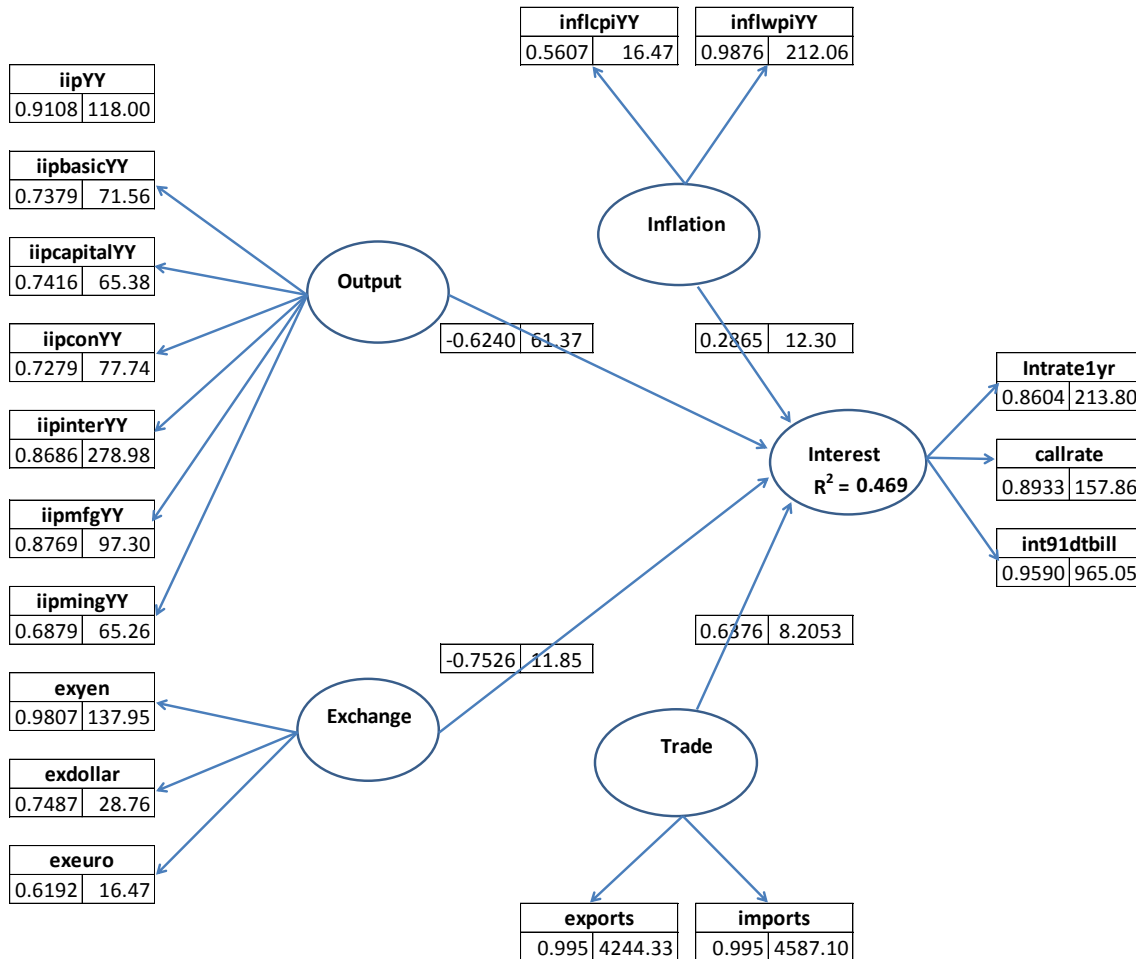 inflcpiYY inflwpiYY
0.5607 16.47 0.9876 212.06
iipYY
0.9108 118.00
iipbasicYY
0.7379 71.56
Inflation
iipcapitalYY
0.7416 65.38
Output
iipconYY
0.7279 77.74
-0.6240 61.37
0.2865 12.30
Intrate1yr
0.8604 213.80
iipinterYY
0.8686 278.98
Interest
R² = 0.469
callrate
0.8933 157.86
iipmfgYY
0.8769 97.30
int91dtbill
0.9590 965.05
iipmingYY
0.6879 65.26
0.6376 8.2053
-0.7526 11.85
exyen
0.9807 137.95
Exchange
Trade
exdollar
0.7487 28.76
exeuro
0.6192 16.47
exports imports
0.995 4244.33 0.995 4587.10